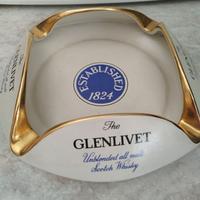 ESTABLISHED
1824
The
GLENLIVET
Unblended all malt
Scotch Whisky